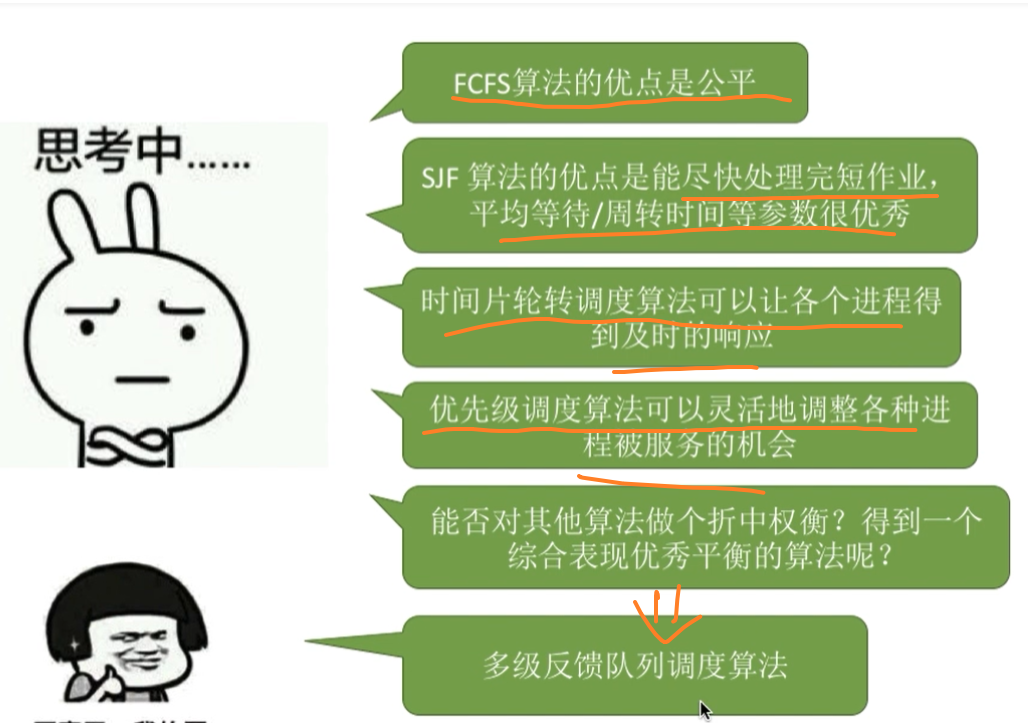 思考中……
FCFS算法的优点是公平
SJF 算法的优点是能尽快处理完短作业，
平均等待/周转时间等参数很优秀
时间片轮转调度算法可以让各个进程得
到及时的响应
优先级调度算法可以灵活地调整各种进
程被服务的机会
能否对其他算法做个折中权衡？得到一个
综合表现优秀平衡的算法呢？
多级反馈队列调度算法